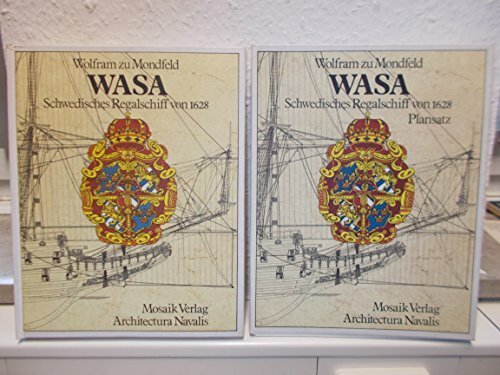 Wolfram zu Mondfeld
WASA
Schwedisches Regalschiff von 1628
Mosaik Verlag
Architectura Navalis
Wolfram zu Mondfeld
WASA
Schwedisches Regalschiff von 1628
Plansatz
Mosaik Verlag
Architectura Navalis